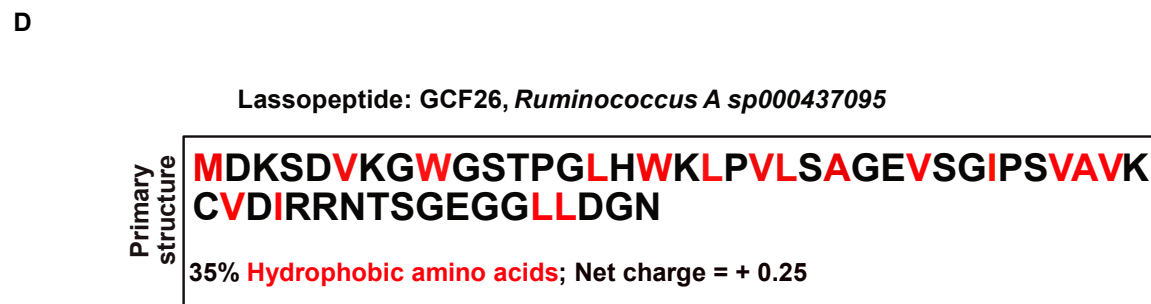 D
Lassopeptide: GCF26, Ruminococcus A sp000437095
Primary
structure
MDKSDVKGWGSTPGLHWKLPVLSAGEVSGIPSVAVK
CVDIRRNTSGEGGLLDGN
35% Hydrophobic amino acids; Net charge = + 0.25